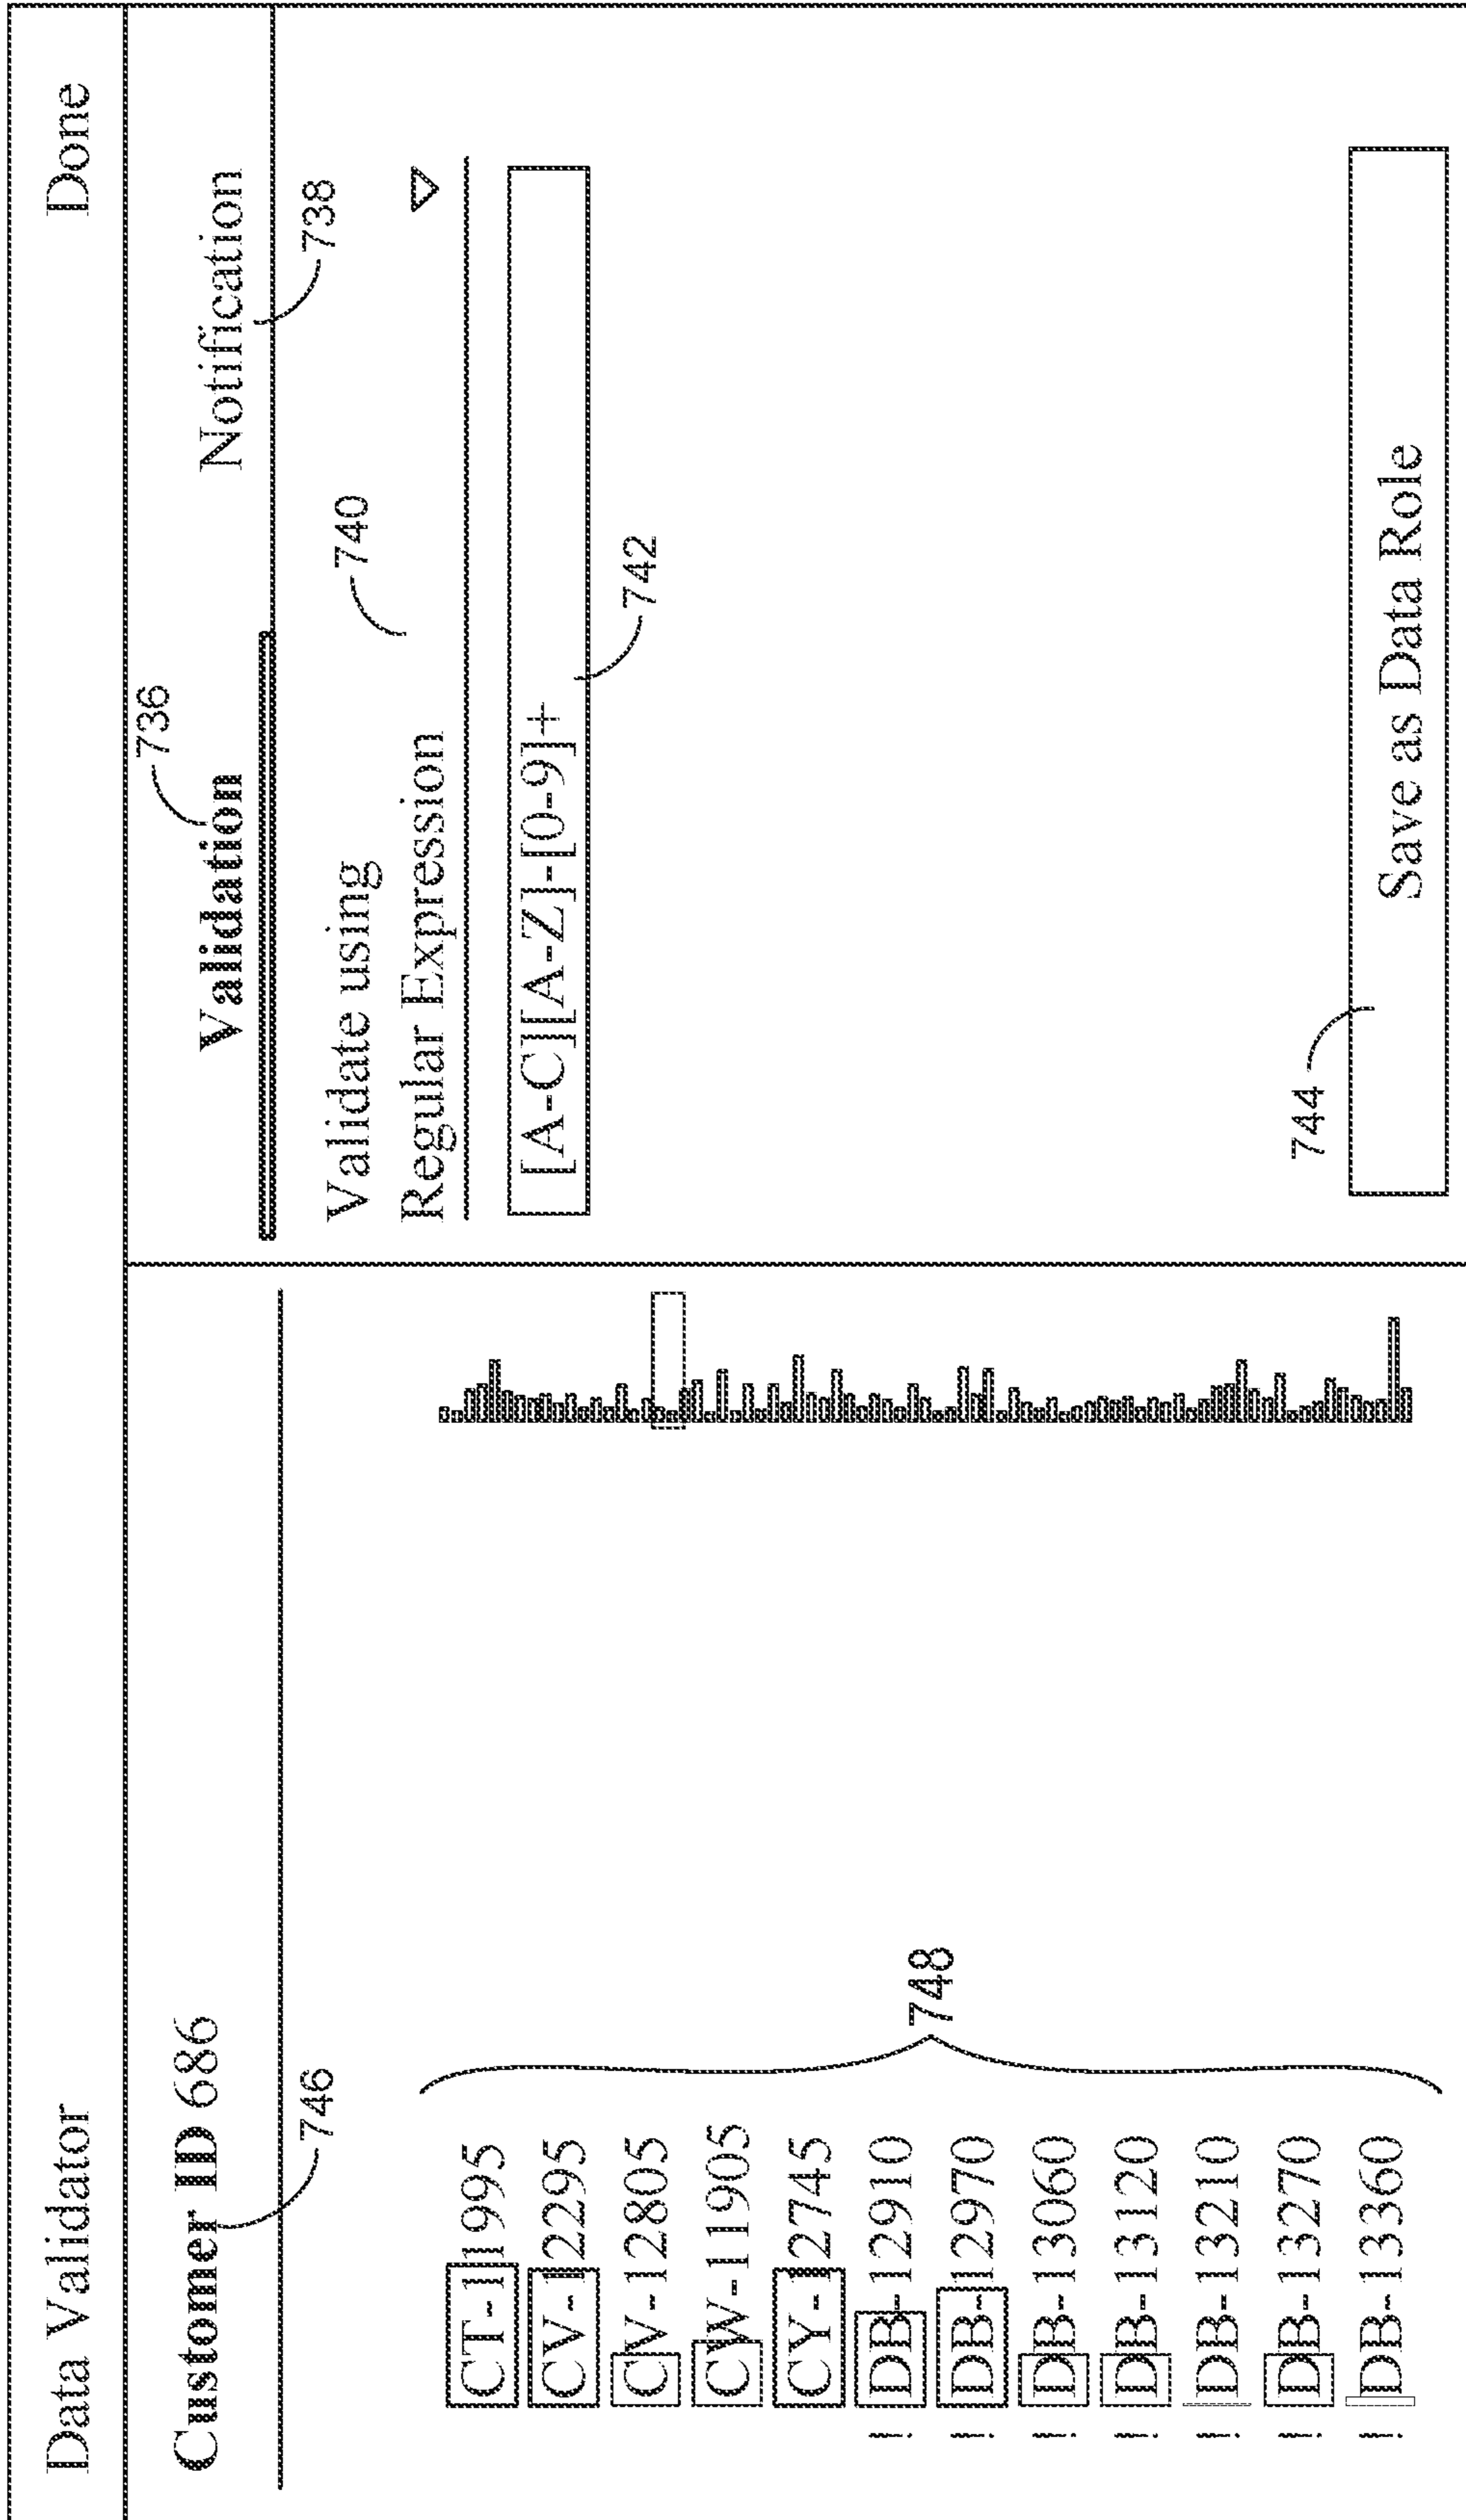 Data Validator Done
Customer ID 686
746
CT-11995
CV-12295
CV-12805
CW-11905
CY-12745
! DB-12910
! DB-12970
! DB-13060
! DB-13120
! DB-13210
! DB-13270
! DB-13360
748
736
Validation Notification
738
Validate using
740
Regular Expression
[A-C][A-Z]-[0-9]+
742
744
Save as Data Role